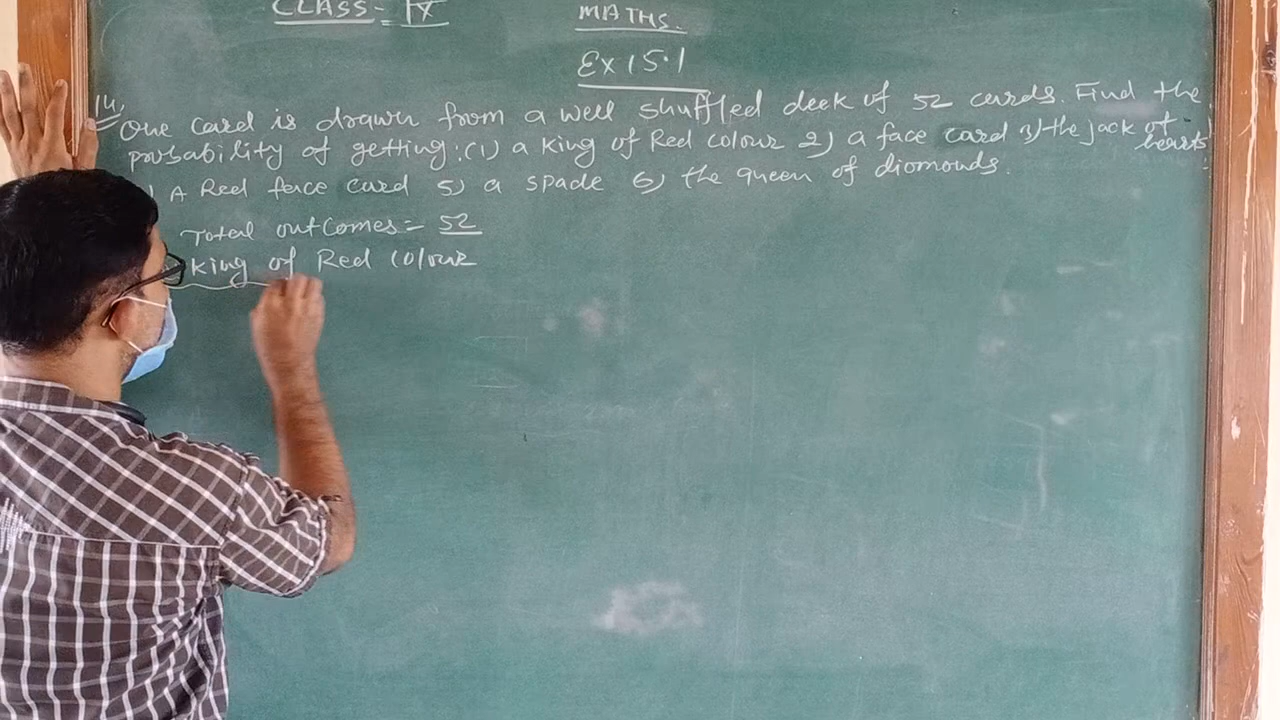 CLASS - IX
MATHS.
Ex 15.1
14. One card is drawn from a well shuffled deck of 52 cards. Find the
probability of getting: (1) a king of Red colour 2) a face card 3) the jack of hearts
) A Red face card 5) a spade 6) the queen of diomonds.
Total outcomes = 52
king of Red colour